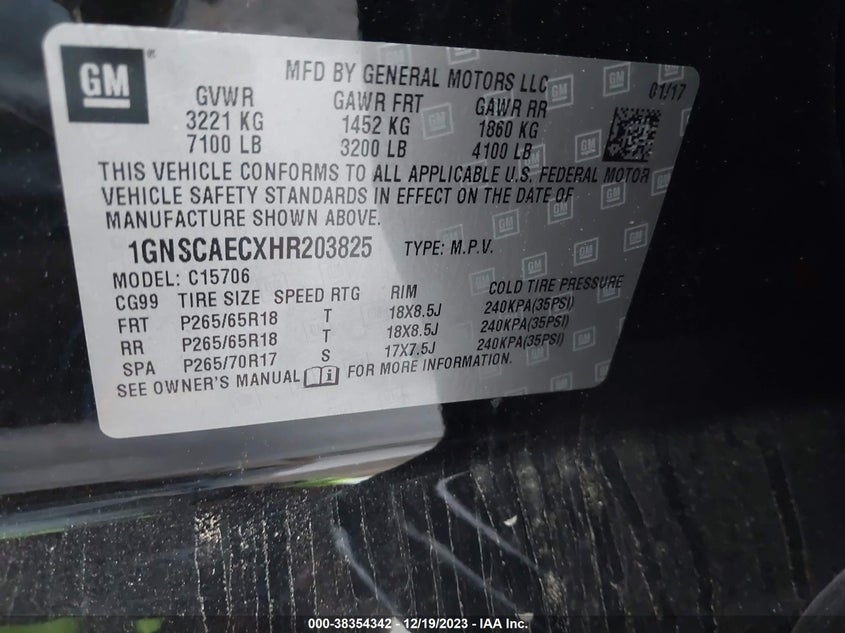 GM
MFD BY GENERAL MOTORS LLC
01/17
GVWR GAWR FRT GAWR RR
3221 KG 1452 KG 1860 KG
7100 LB 3200 LB 4100 LB
THIS VEHICLE CONFORMS TO ALL APPLICABLE U.S. FEDERAL MOTOR
VEHICLE SAFETY STANDARDS IN EFFECT ON THE DATE OF
MANUFACTURE SHOWN ABOVE.
1GNSCAECXHR203825 TYPE: M.P.V.
MODEL: C15706
CG99 TIRE SIZE SPEED RTG RIM COLD TIRE PRESSURE
FRT P265/65R18 T 18X8.5J 240KPA(35PSI)
RR P265/65R18 T 18X8.5J 240KPA(35PSI)
SPA P265/70R17 S 17X7.5J 240KPA(35PSI)
SEE OWNER'S MANUAL FOR MORE INFORMATION.
000-38354342 - 12/19/2023 - IAA Inc.